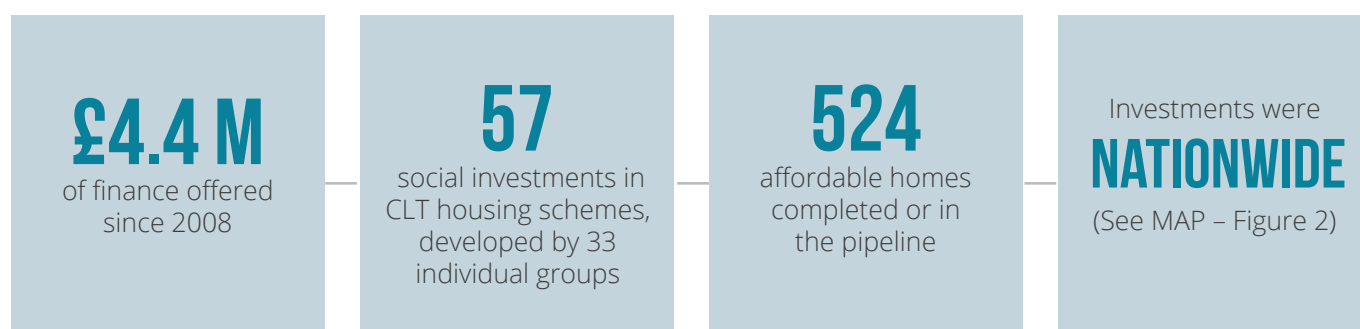 £4.4 M
of finance offered
since 2008
57
social investments in
CLT housing schemes,
developed by 33
individual groups
524
affordable homes
completed or in
the pipeline
Investments were
NATIONWIDE
(See MAP – Figure 2)